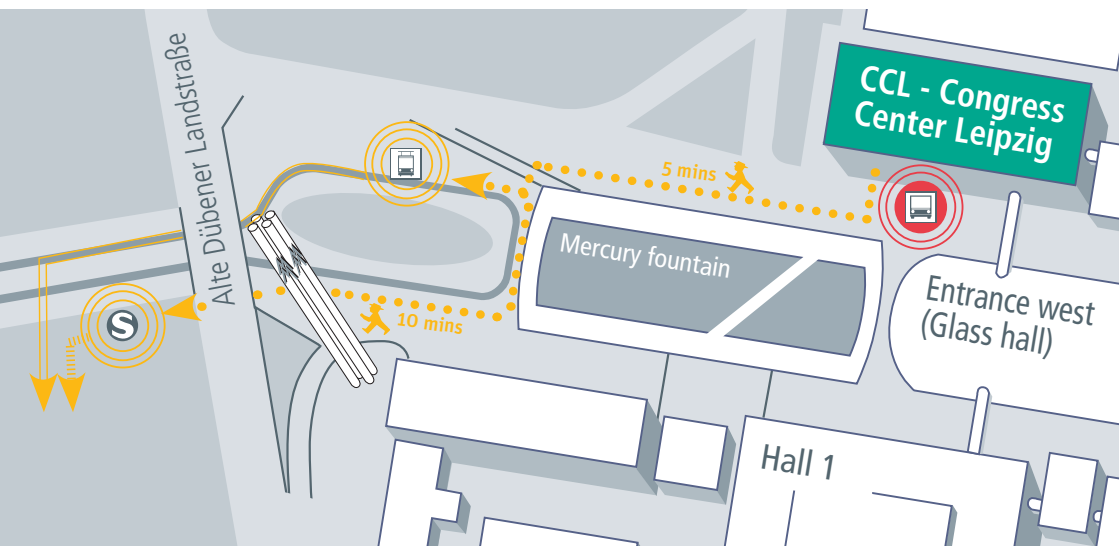 Alte Dübener Landstraße
CCL - Congress
Center Leipzig
5 mins
Mercury fountain
Entrance west
(Glass hall)
S
10 mins
Hall 1